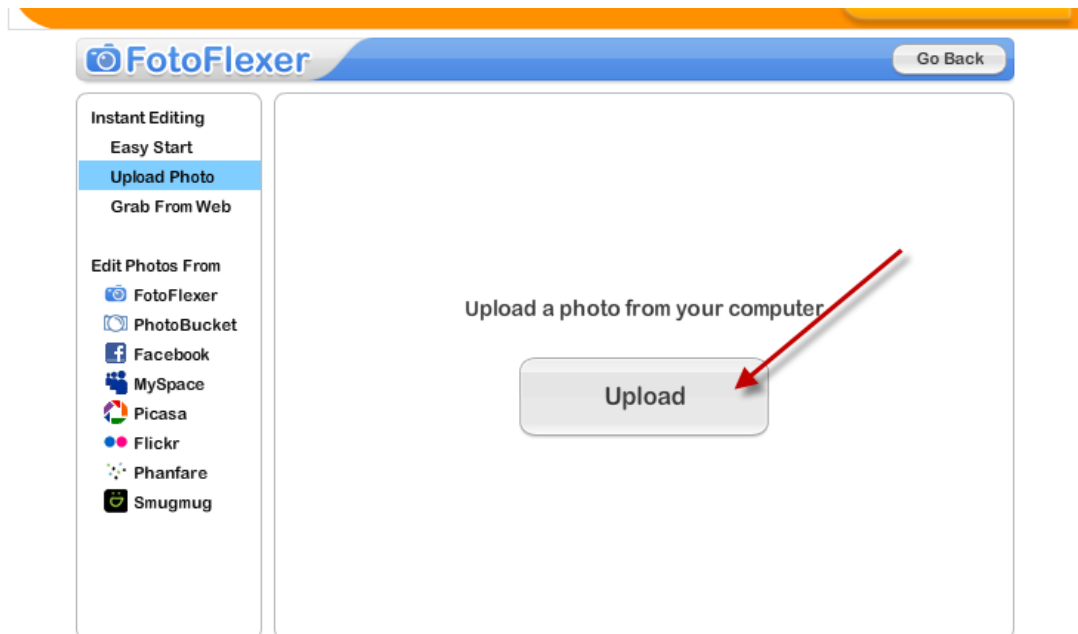 FotoFlexer
Go Back
Instant Editing
Easy Start
Upload Photo
Grab From Web
Edit Photos From
FotoFlexer
PhotoBucket
Facebook
MySpace
Picasa
Flickr
Phanfare
Smugmug
Upload a photo from your computer
Upload